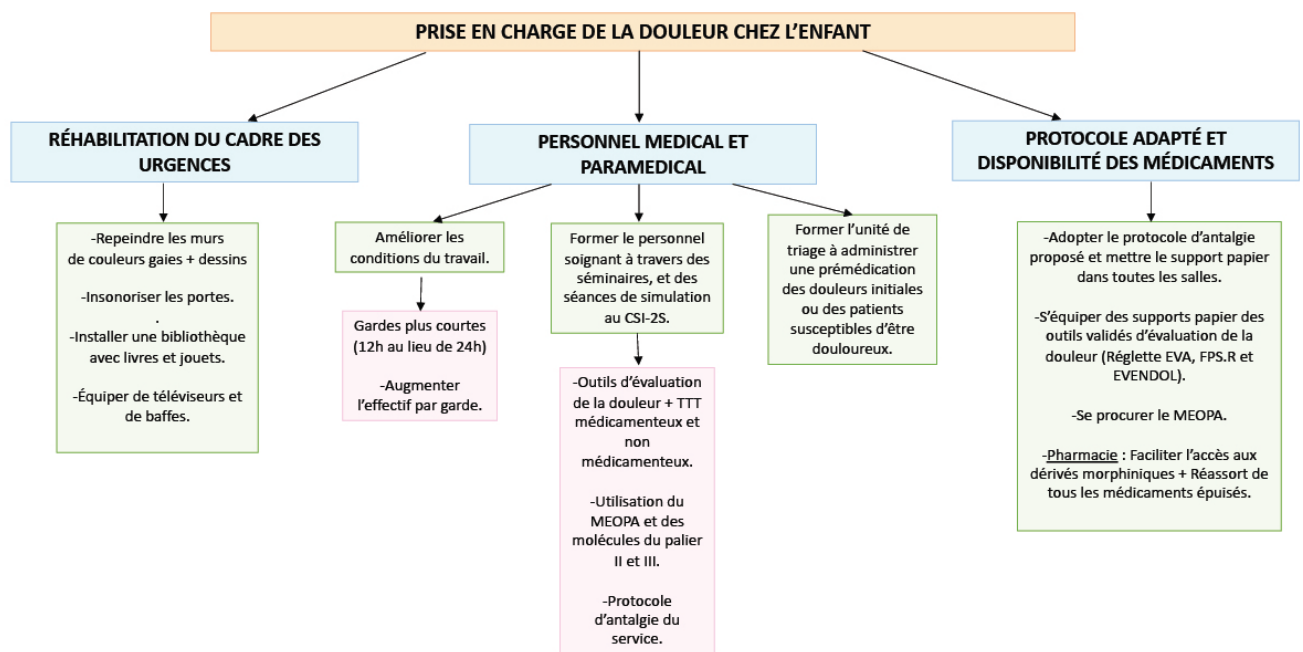 PRISE EN CHARGE DE LA DOULEUR CHEZ L'ENFANT
RÉHABILITATION DU CADRE DES
URGENCES
-Repeindre les murs
de couleurs gaies + dessins
-Insonoriser les portes.
.
-Installer une bibliothèque
avec livres et jouets.
-Équiper de téléviseurs et
de baffes.
PERSONNEL MEDICAL ET
PARAMEDICAL
Améliorer les
conditions du travail.
Gardes plus courtes
(12h au lieu de 24h)
-Augmenter
l'effectif par garde.
Former le personnel
soignant à travers des
séminaires, et des
séances de simulation
au CSI-2S.
-Outils d'évaluation
de la douleur + TTT
médicamenteux et
non
médicamenteux.
-Utilisation du
MEOPA et des
molécules du palier
II et III.
-Protocole
d'antalgie du
service.
Former l'unité de
triage à administrer
une prémédication
des douleurs initiales
ou des patients
susceptibles d'être
douloureux.
PROTOCOLE ADAPTÉ ET
DISPONIBILITÉ DES MÉDICAMENTS
-Adopter le protocole d'antalgie
proposé et mettre le support papier
dans toutes les salles.
-S'équiper des supports papier des
outils validés d'évaluation de la
douleur (Réglette EVA, FPS.R et
EVENDOL).
-Se procurer le MEOPA.
-Pharmacie : Faciliter l'accès aux
dérivés morphiniques + Réassort de
tous les médicaments épuisés.